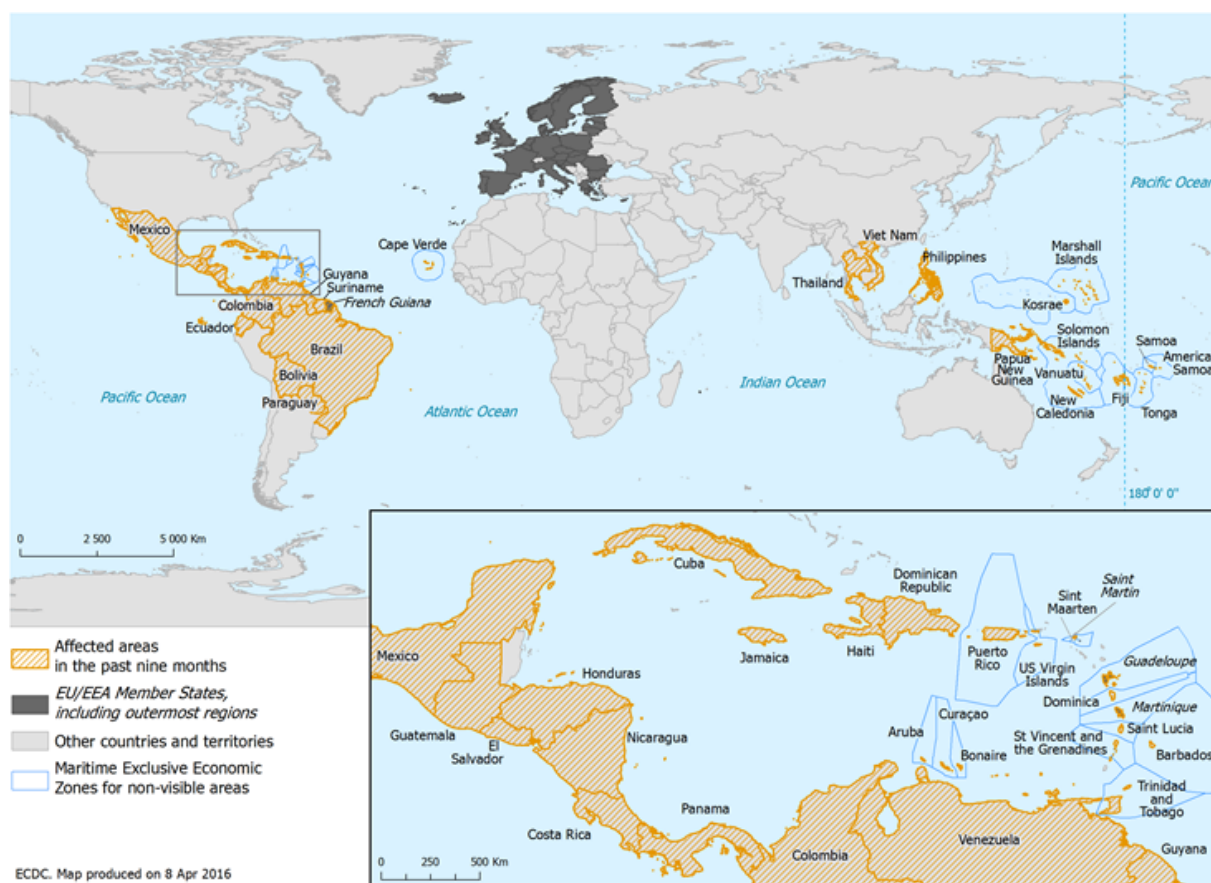 Pacific Ocean
Mexico
Cape Verde
Viet Nam
Philippines
Marshall
Islands
Thailand
Guyana
Suriname
French Guiana
Colombia
Kosrae
Ecuador
Solomon
Islands
Samoa
American
Samoa
Brazil
Papua
New
Guinea
Vanuatu
Bolivia
Indian Ocean
Pacific Ocean
Paraguay
Atlantic Ocean
New
Caledonia
Fiji
Tonga
180°0' 0"
0 2 500 5 000 Km
Cuba
Dominican
Republic
Sint
Maarten
Saint
Martin
Mexico
Jamaica
Haiti
Puerto
Rico
US Virgin
Islands
Guadeloupe
Honduras
Dominica
Martinique
Aruba
Curaçao
Bonaire
Saint Lucia
St Vincent and
the Grenadines
Barbados
Guatemala
El
Salvador
Nicaragua
Trinidad
and
Tobago
Costa Rica
Panama
Colombia
Venezuela
Guyana
0 250 500 Km
Affected areas
in the past nine months
EU/EEA Member States,
including outermost regions
Other countries and territories
Maritime Exclusive Economic
Zones for non-visible areas
ECDC. Map produced on 8 Apr 2016